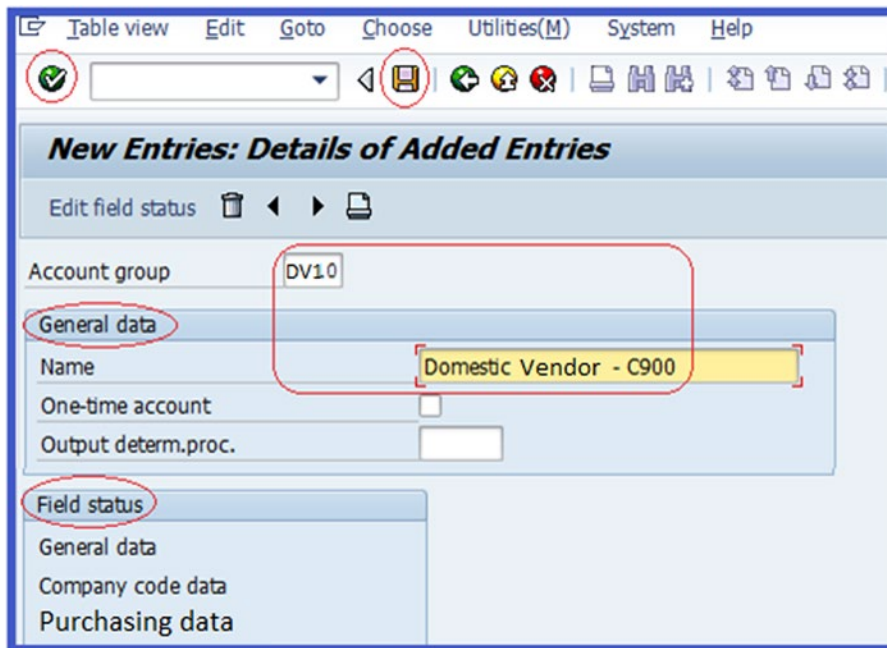 Table view Edit Goto Choose Utilities(M) System Help
New Entries: Details of Added Entries
Edit field status
Account group DV10
General data
Name Domestic Vendor - C900
One-time account
Output determ.proc.
Field status
General data
Company code data
Purchasing data